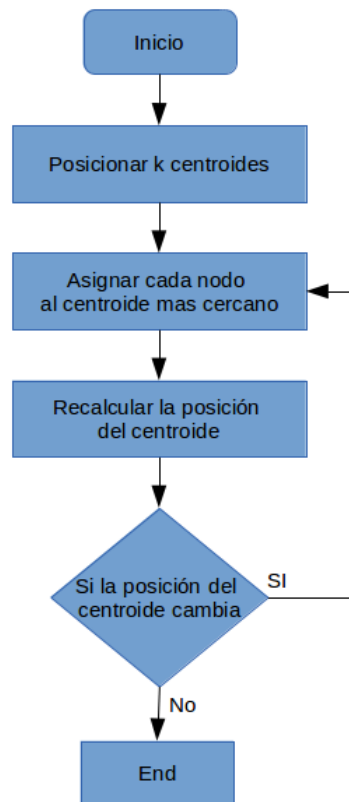 Inicio
Posicionar k centroides
Asignar cada nodo
al centroide mas cercano
Recalcular la posición
del centroide
Si la posición del
centroide cambia
SI
No
End